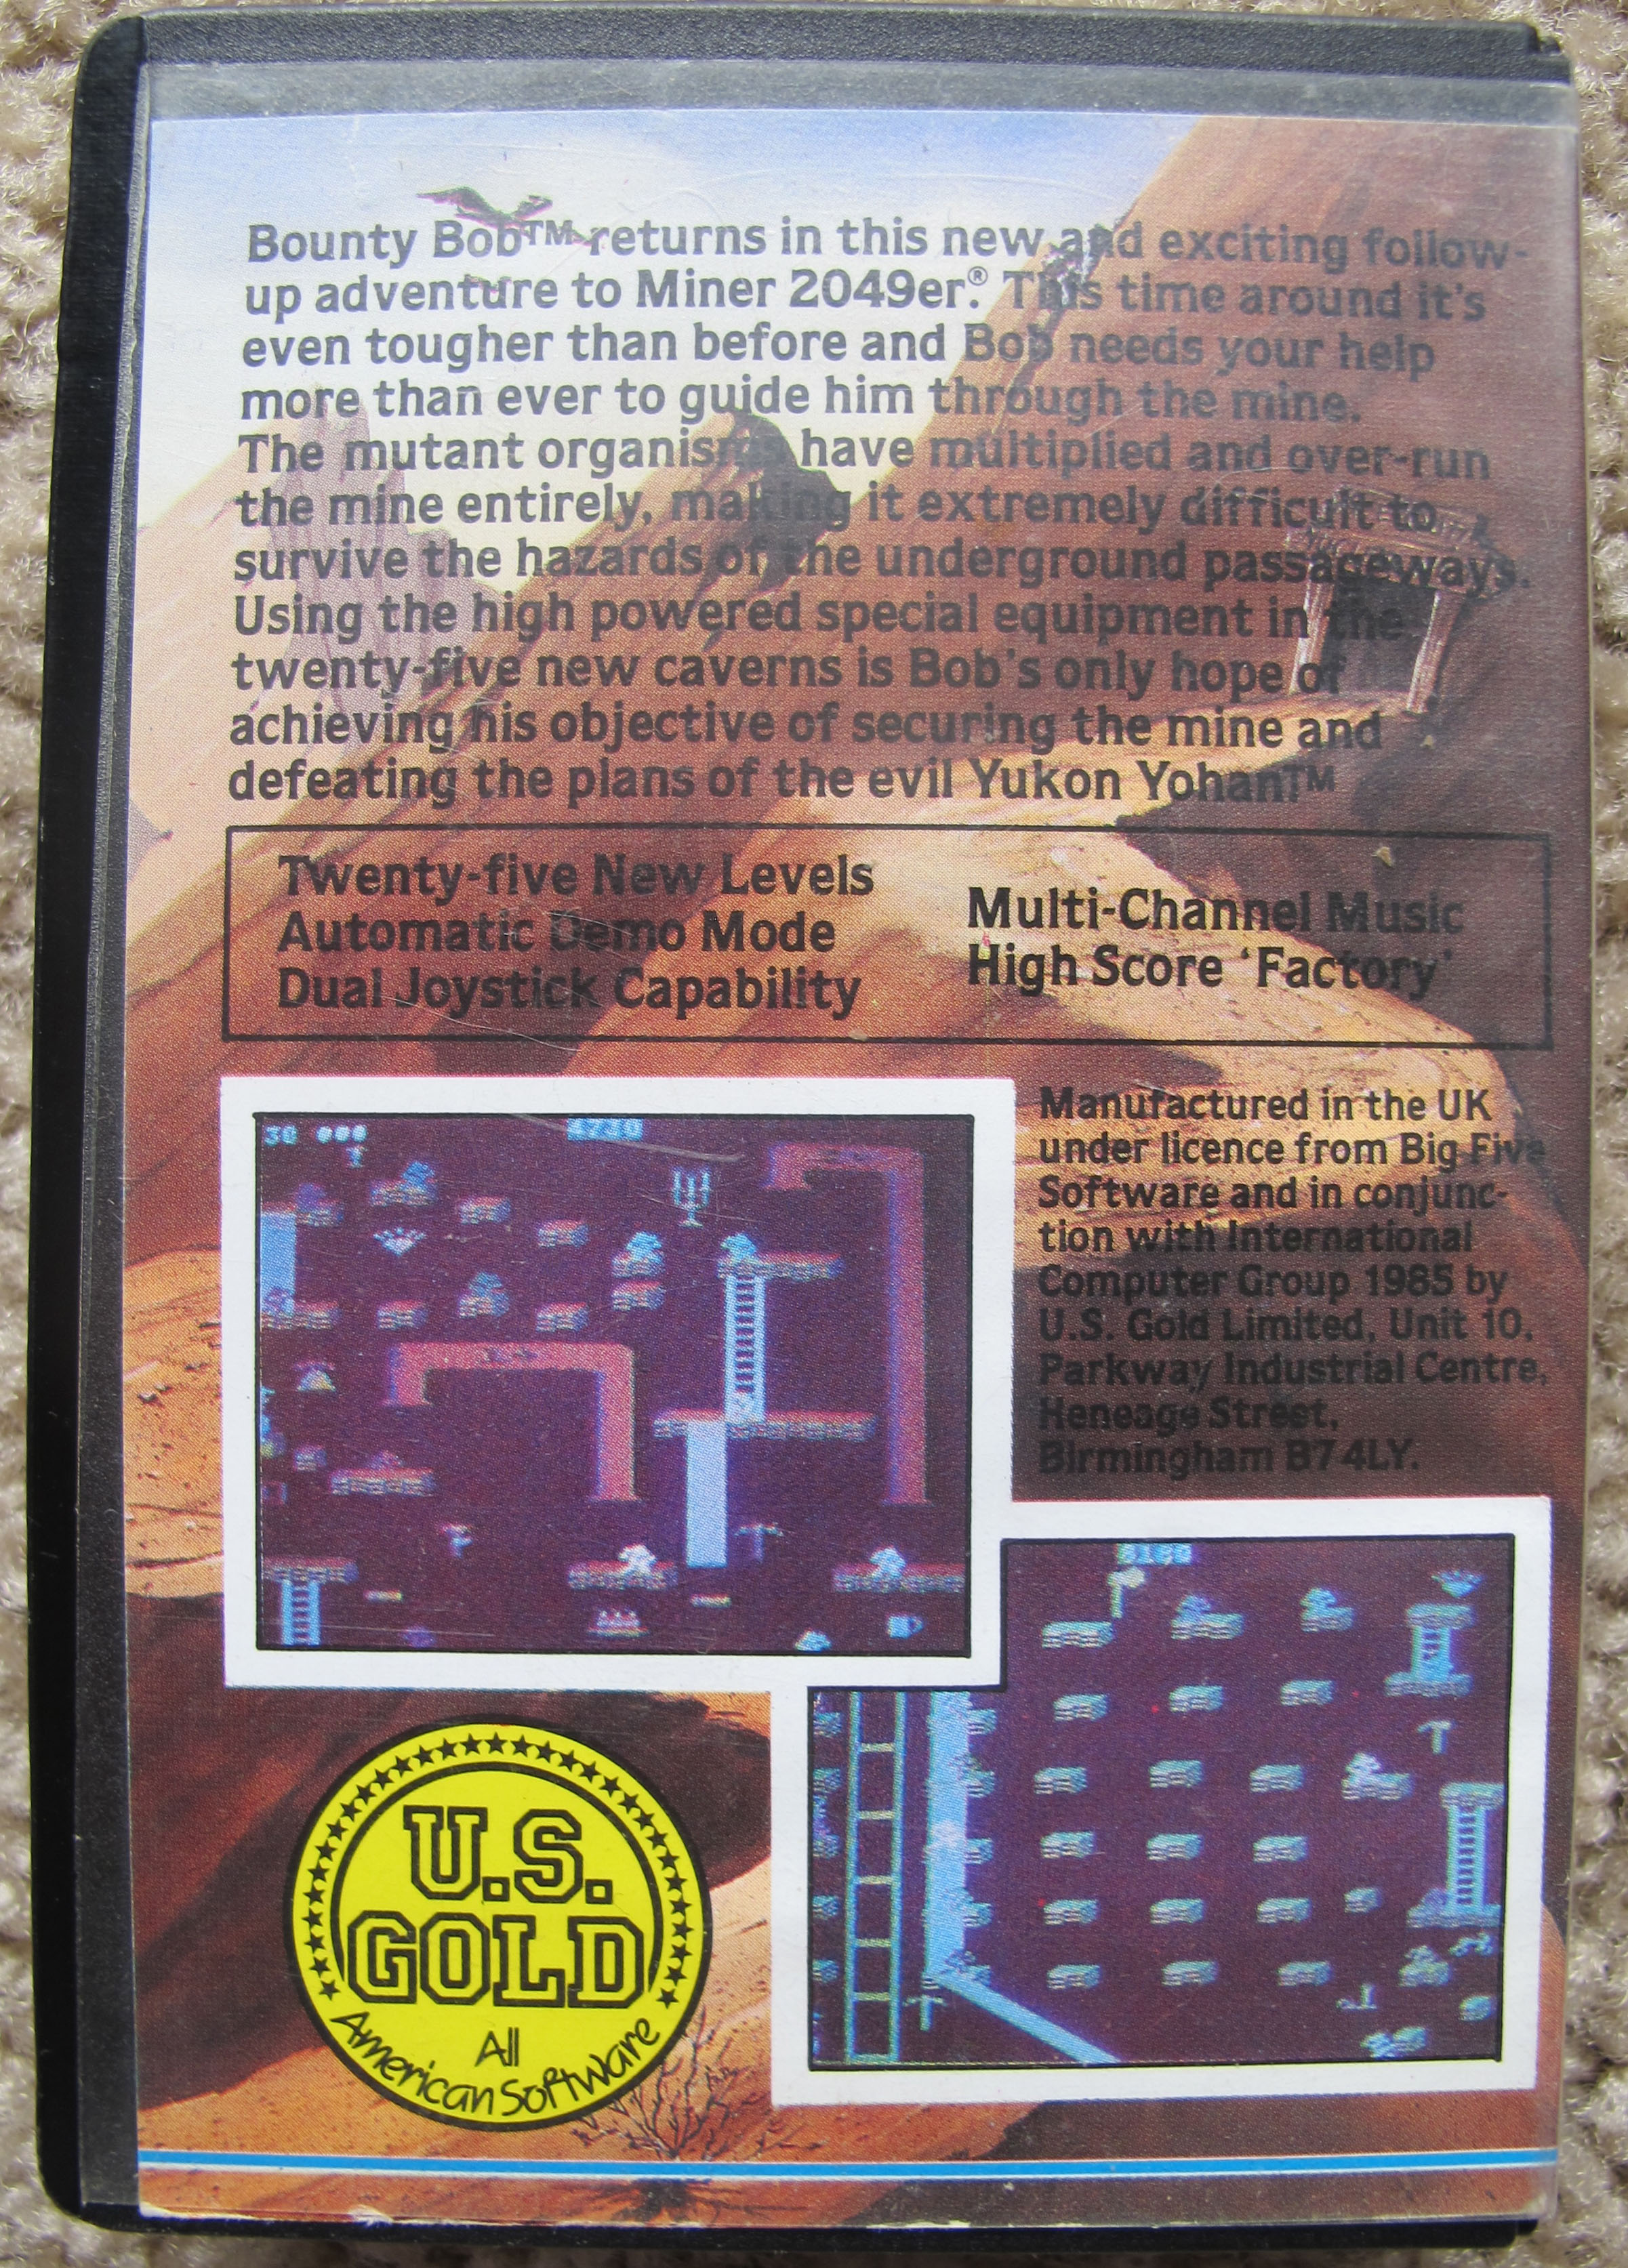 Bounty Bob™ returns in this new and exciting follow-
up adventure to Miner 2049er.® This time around it's
even tougher than before and Bob needs your help
more than ever to guide him through the mine.
The mutant organisms have multiplied and over-run
the mine entirely, making it extremely difficult to
survive the hazards of the underground passageways.
Using the high powered special equipment in the
twenty-five new caverns is Bob's only hope of
achieving his objective of securing the mine and
defeating the plans of the evil Yukon Yohan™
Twenty-five New Levels
Automatic Demo Mode
Dual Joystick Capability
Multi-Channel Music
High Score 'Factory'
Manufactured in the UK
under licence from Big Five
Software and in conjunc-
tion with International
Computer Group 1985 by
U.S. Gold Limited, Unit 10,
Parkway Industrial Centre,
Heneage Street,
Birmingham B7 4LY.
U.S.
GOLD
All
American Software